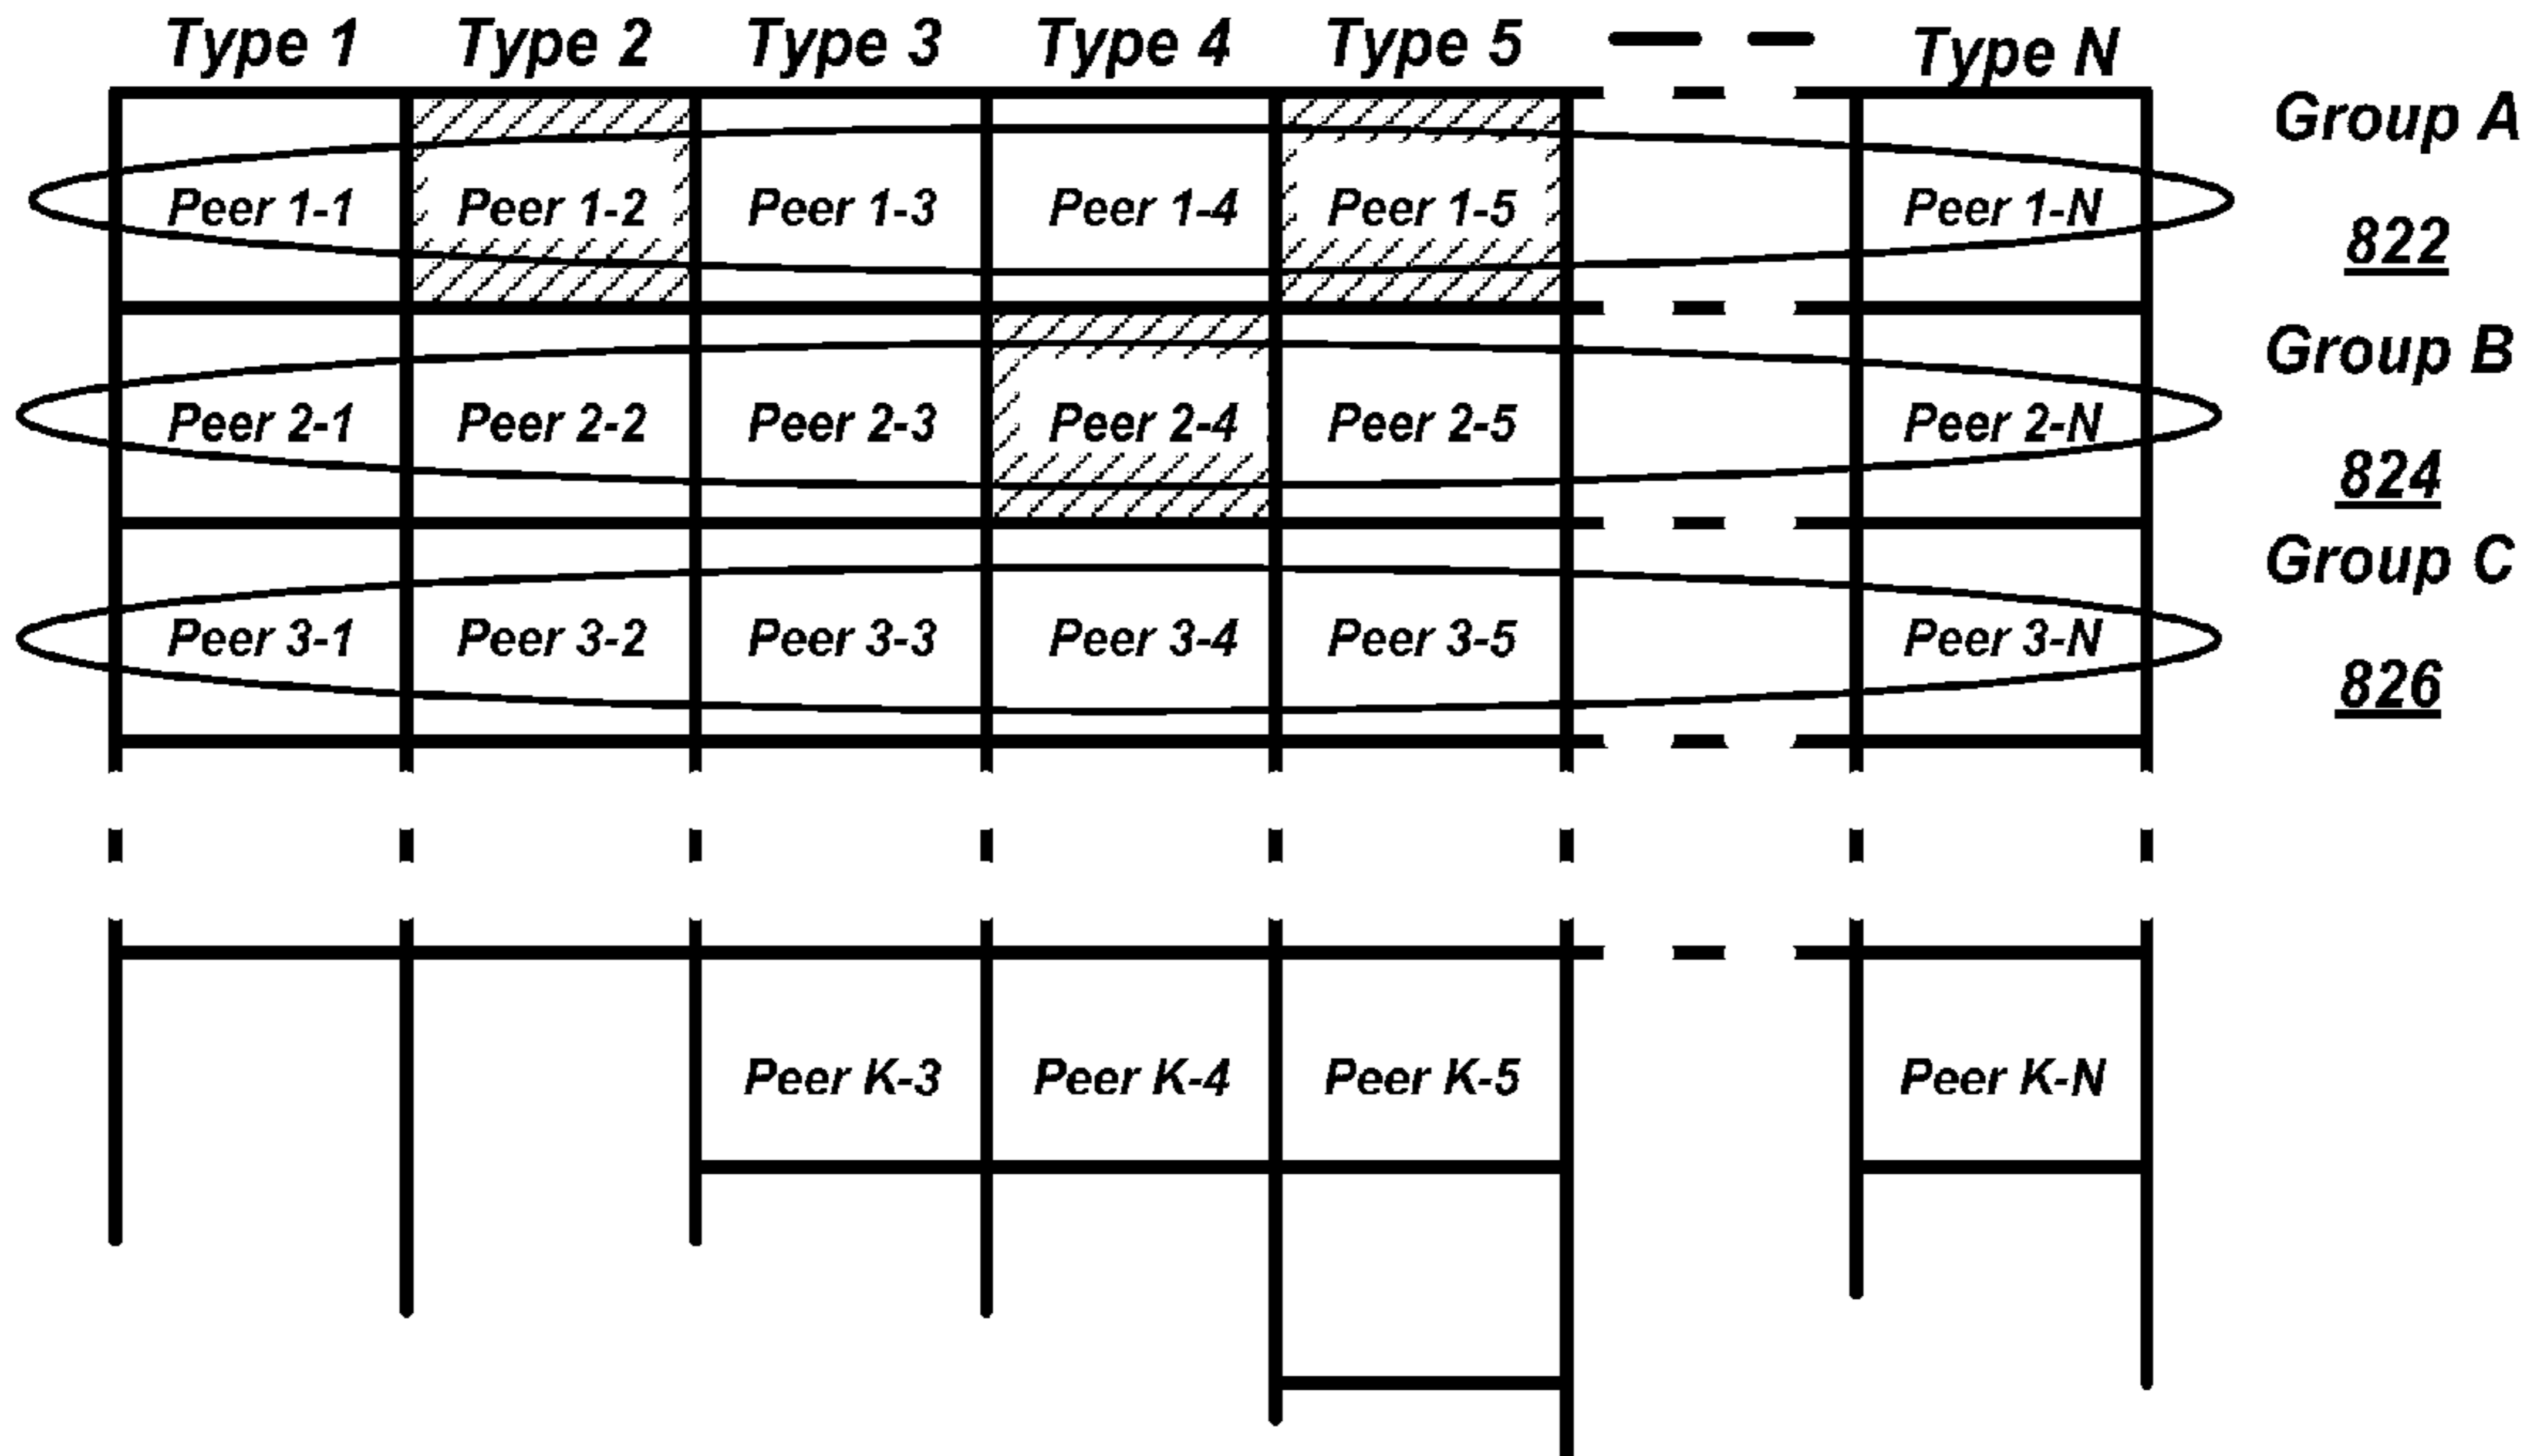 Type 1 Type 2 Type 3 Type 4 Type 5 Type N
Group A
Peer 1-1 Peer 1-2 Peer 1-3 Peer 1-4 Peer 1-5 Peer 1-N
822
Group B
Peer 2-1 Peer 2-2 Peer 2-3 Peer 2-4 Peer 2-5 Peer 2-N
824
Group C
Peer 3-1 Peer 3-2 Peer 3-3 Peer 3-4 Peer 3-5 Peer 3-N
826
Peer K-3 Peer K-4 Peer K-5 Peer K-N